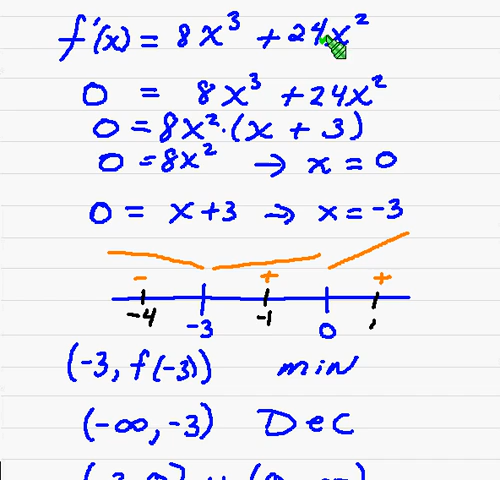 f'(x) = 8x³ + 24x²
0 = 8x³ + 24x²
0 = 8x²·(x + 3)
0 = 8x² → x = 0
0 = x + 3 → x = -3
- + +
-4 -3 -1 0 1
(-3, f(-3)) min
(-∞, -3) Dec